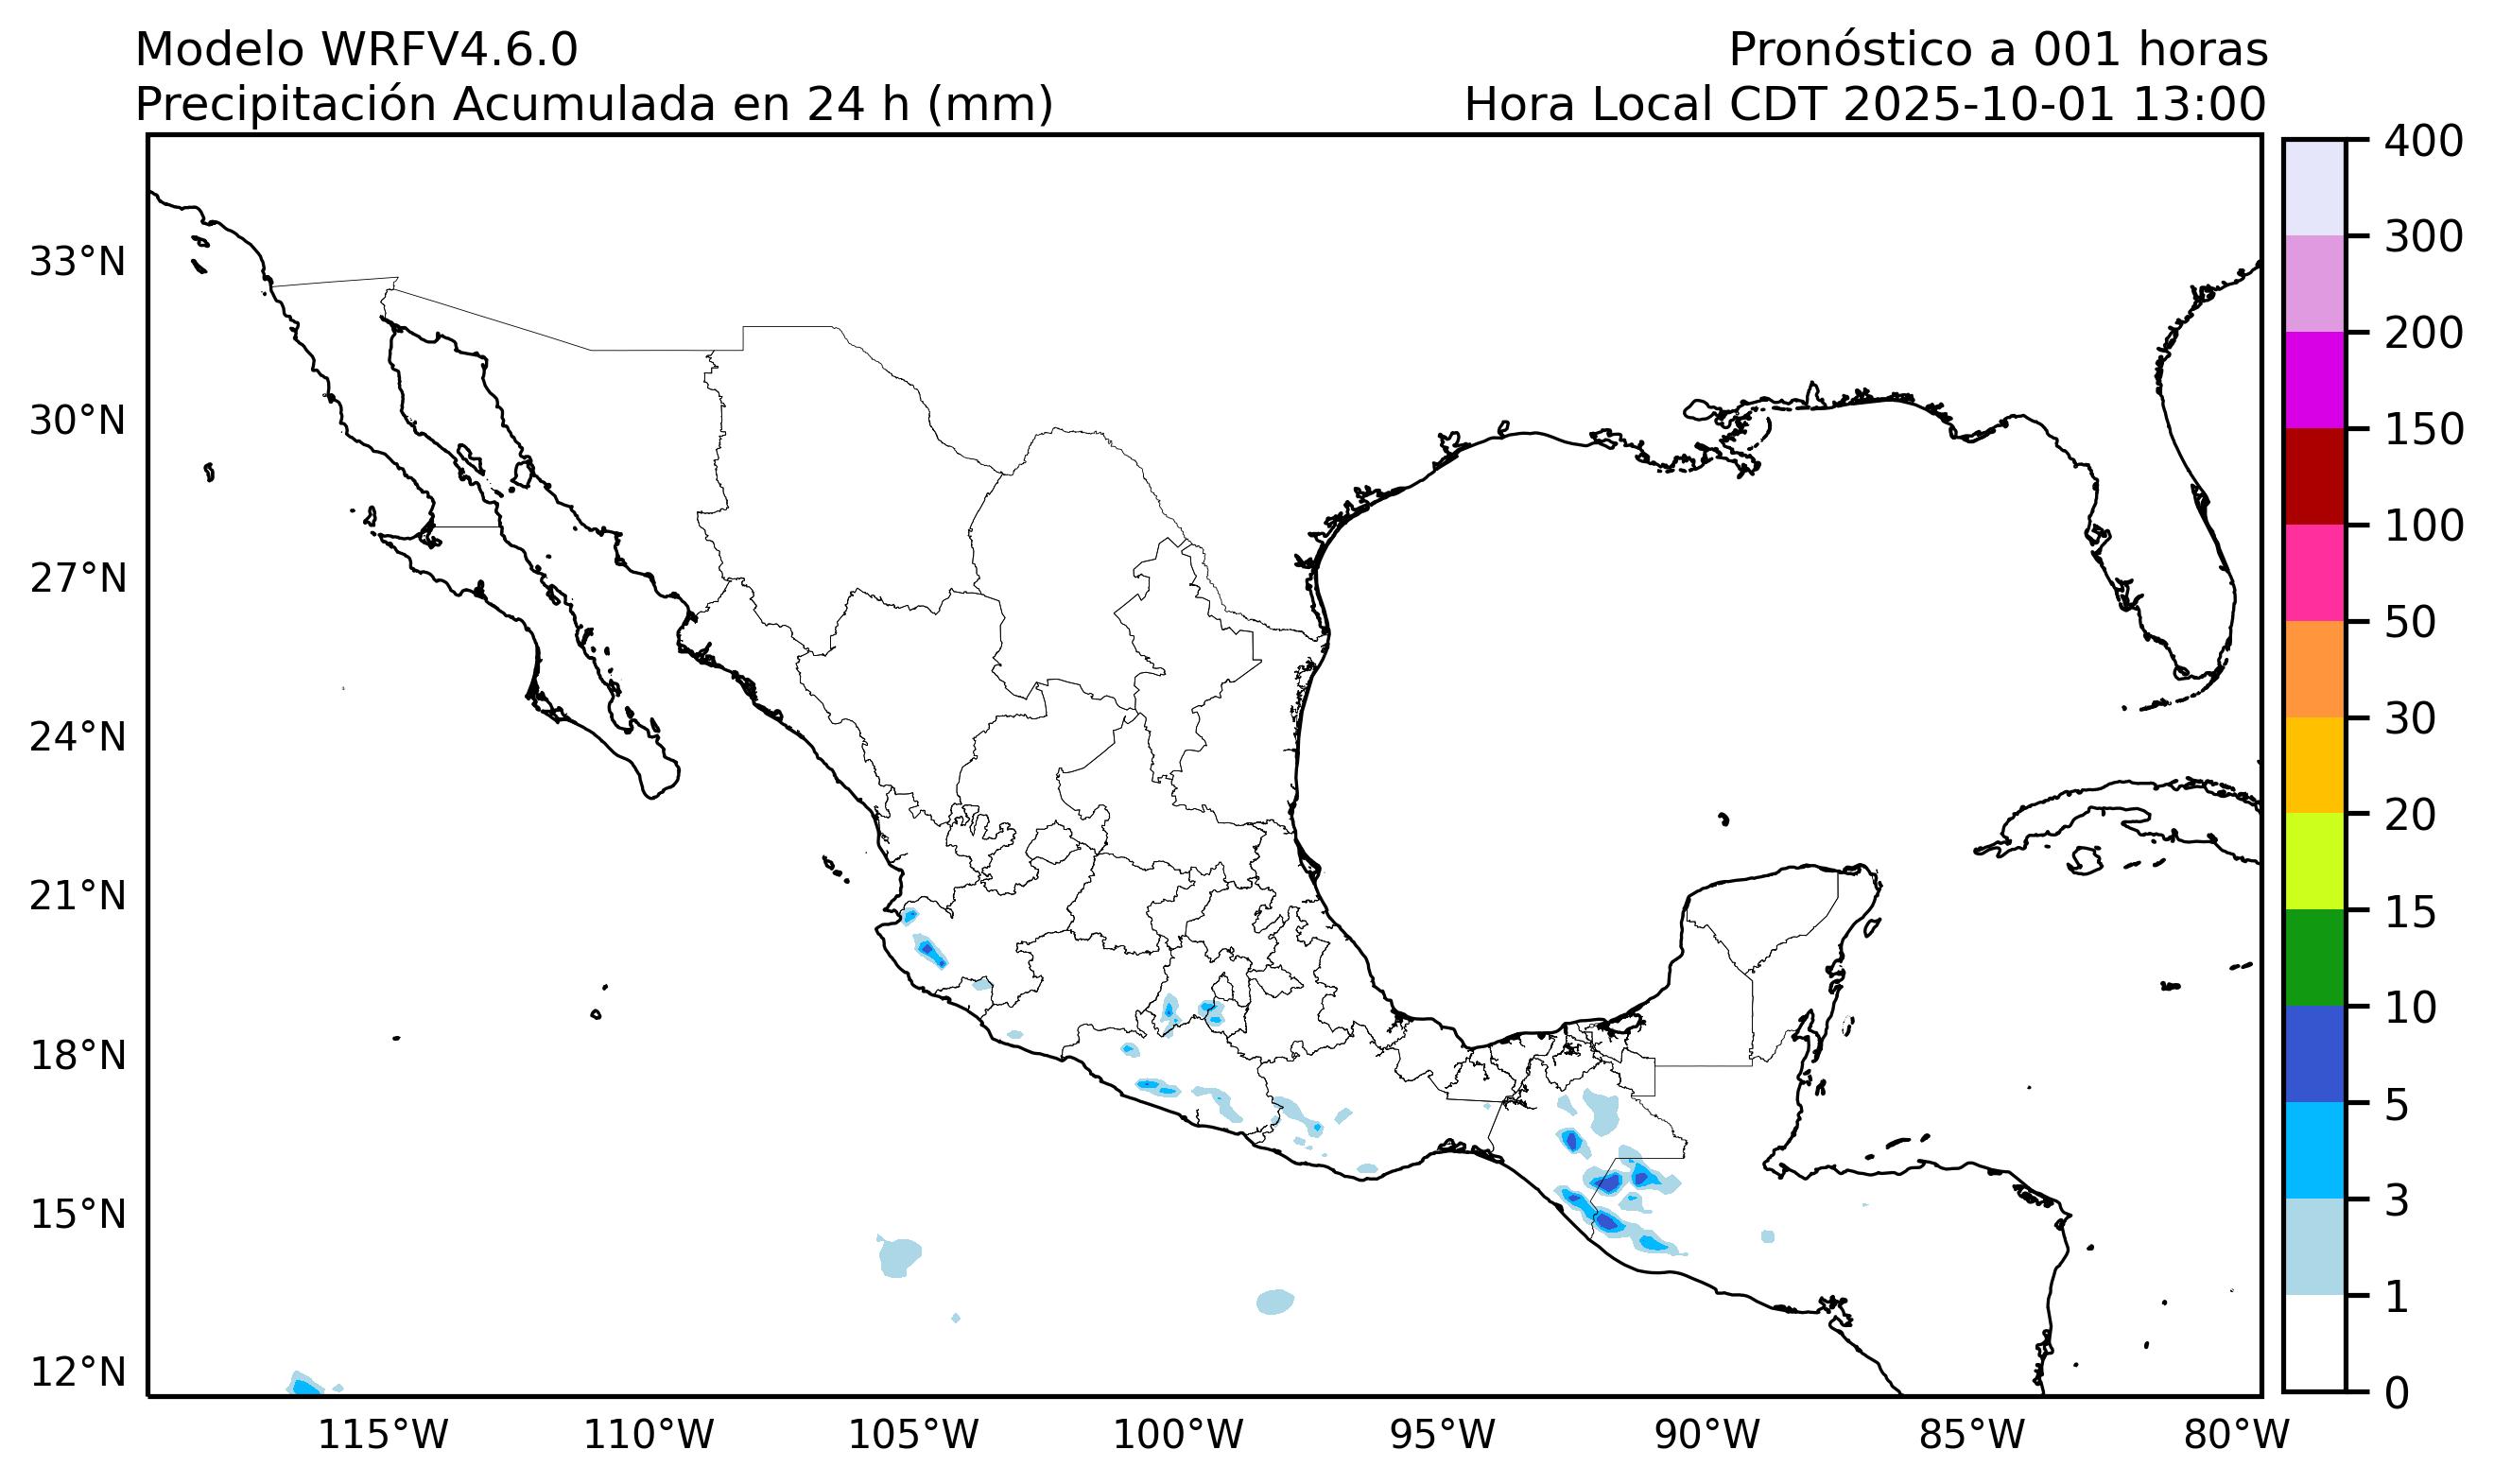 Modelo WRFV4.6.0
Pronóstico a 001 horas
Precipitación Acumulada en 24 h (mm)
Hora Local CDT 2025-10-01 13:00
33°N
30°N
27°N
24°N
21°N
18°N
15°N
12°N
115°W
110°W
105°W
100°W
95°W
90°W
85°W
80°W
400
300
200
150
100
50
30
20
15
10
5
3
1
0